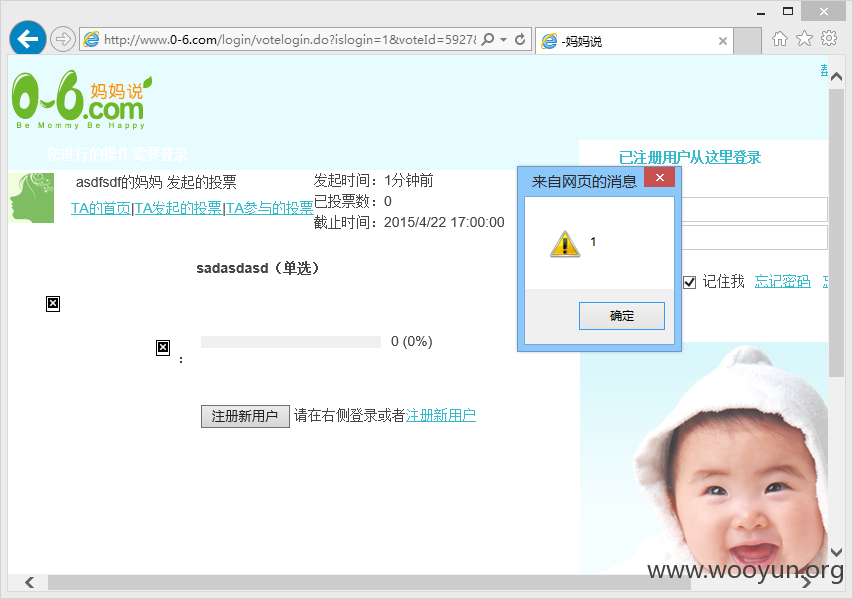 http://www.0-6.com/login/votelogin.do?islogin=1&voteId=5927
-妈妈说
0-6.com 妈妈说
Be Mommy Be Happy
您进行的操作需要登录
已注册用户从这里登录
asdfsdf的妈妈 发起的投票
TA的首页|TA发起的投票|TA参与的投票
发起时间：1分钟前
已投票数：0
截止时间：2015/4/22 17:00:00
来自网页的消息
1
确定
记住我 忘记密码
sadasdasd（单选）
: 0 (0%)
注册新用户 请在右侧登录或者注册新用户
www.wooyun.org